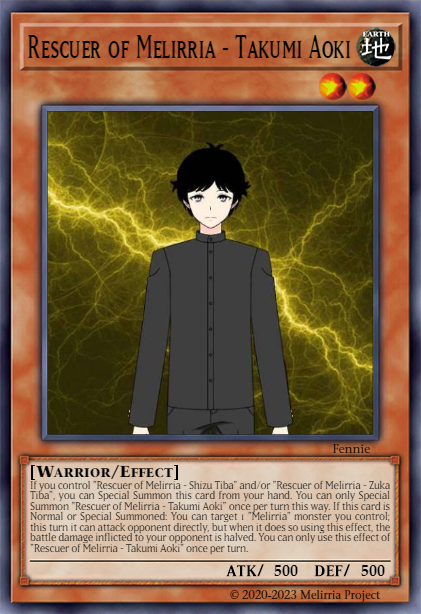 Rescuer of Melirria - Takumi Aoki
EARTH
地
Fennie
[Warrior/Effect]
If you control "Rescuer of Melirria - Shizu Tiba" and/or "Rescuer of Melirria - Zuka
Tiba", you can Special Summon this card from your hand. You can only Special
Summon "Rescuer of Melirria - Takumi Aoki" once per turn this way. If this card is
Normal or Special Summoned: You can target 1 "Melirria" monster you control;
this turn it can attack opponent directly, but when it does so using this effect, the
battle damage inflicted to your opponent is halved. You can only use this effect of
"Rescuer of Melirria - Takumi Aoki" once per turn.
ATK/ 500 DEF/ 500
© 2020-2023 Melirria Project